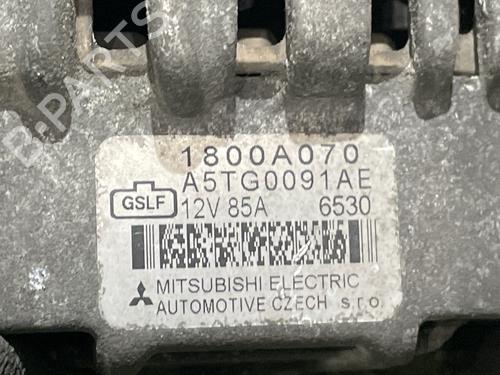 B-PARTS
1800A070
A5TG0091AE
GSLF
12V 85A 6530
MITSUBISHI ELECTRIC
AUTOMOTIVE CZECH s.r.o.